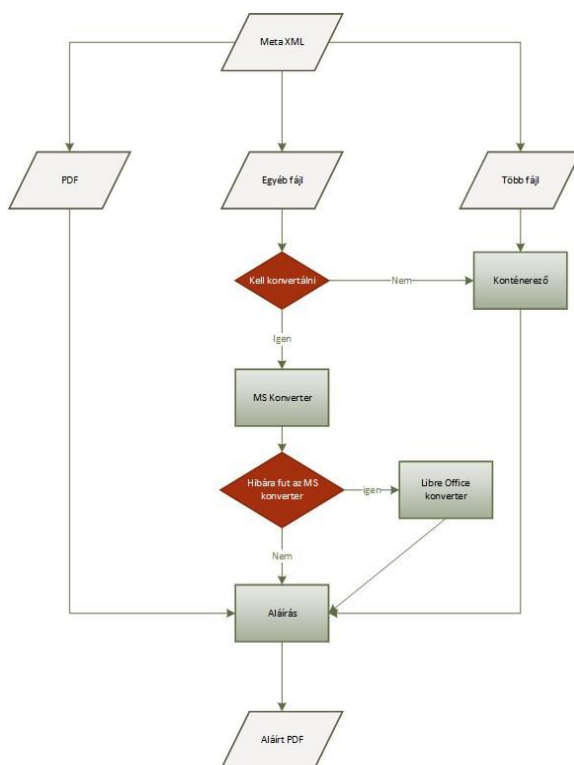 Meta XML
PDF
Egyéb fájl
Több fájl
Kell konvertálni
Nem
Konténerező
Igen
MS Konverter
Hibára fut az MS
konverter
igen
Libre Office
konverter
Nem
Aláírás
Aláírt PDF